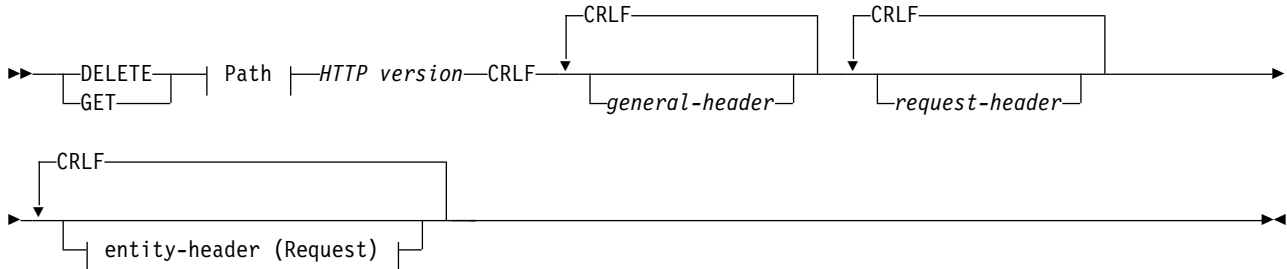 CRLF CRLF
DELETE Path HTTP version CRLF
GET
general-header request-header
CRLF
entity-header (Request)